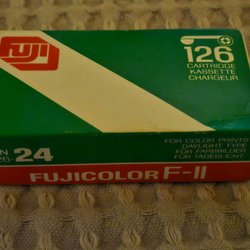 FUJI
126
CARTRIDGE
KASSETTE
CHARGEUR
24
FUJICOLOR F-II
FOR COLOR PRINTS
DAYLIGHT TYPE
FÜR FARBBILDER
FÜR TAGESLICHT